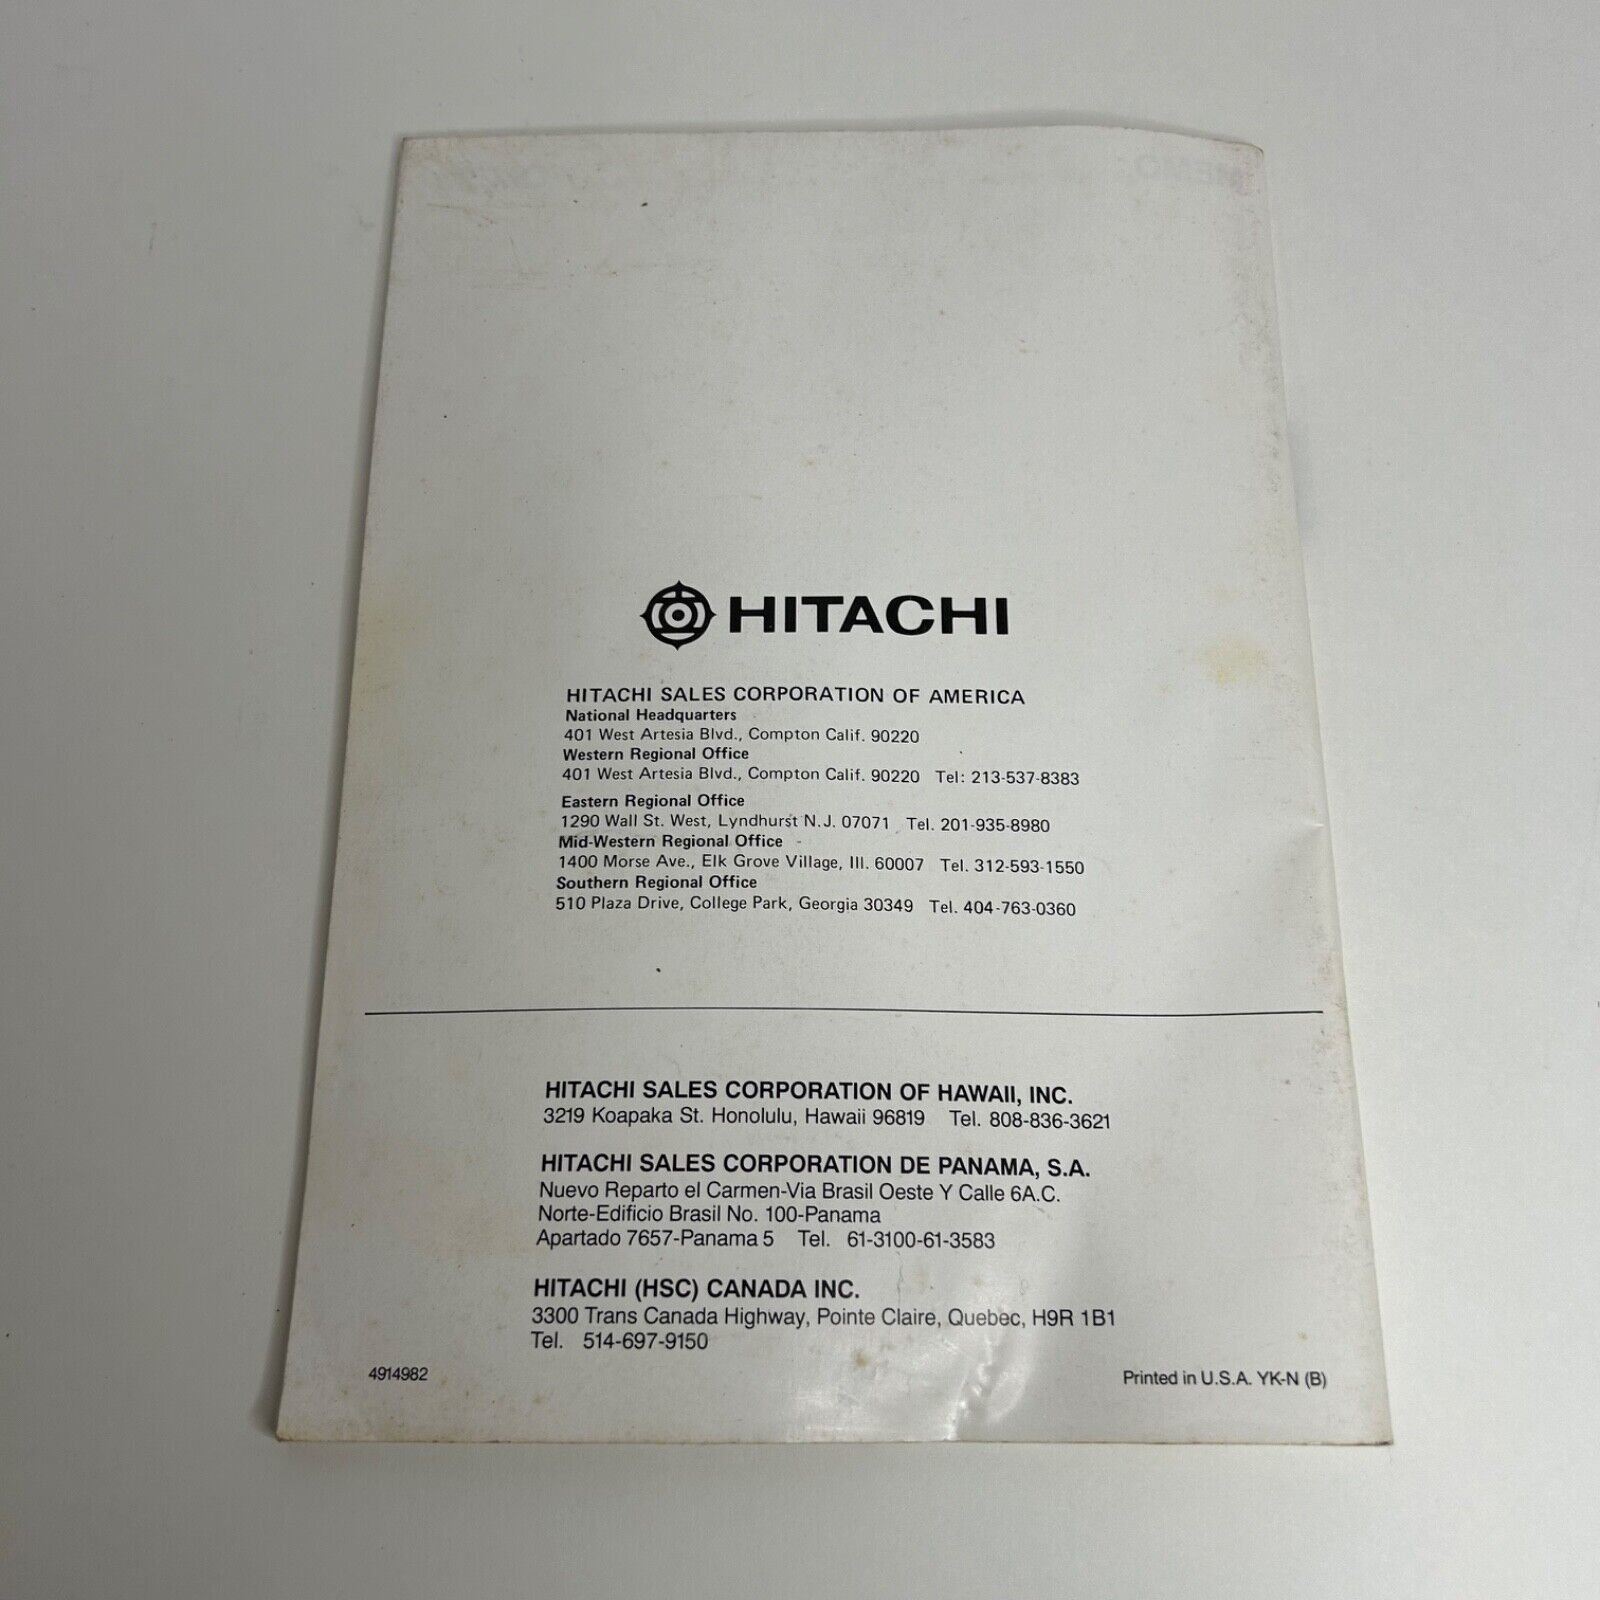 HITACHI
HITACHI SALES CORPORATION OF AMERICA
National Headquarters
401 West Artesia Blvd., Compton Calif. 90220
Western Regional Office
401 West Artesia Blvd., Compton Calif. 90220 Tel: 213-537-8383
Eastern Regional Office
1290 Wall St. West, Lyndhurst N.J. 07071 Tel. 201-935-8980
Mid-Western Regional Office
1400 Morse Ave., Elk Grove Village, Ill. 60007 Tel. 312-593-1550
Southern Regional Office
510 Plaza Drive, College Park, Georgia 30349 Tel. 404-763-0360
HITACHI SALES CORPORATION OF HAWAII, INC.
3219 Koapaka St. Honolulu, Hawaii 96819 Tel. 808-836-3621
HITACHI SALES CORPORATION DE PANAMA, S.A.
Nuevo Reparto el Carmen-Via Brasil Oeste Y Calle 6A.C.
Norte-Edificio Brasil No. 100-Panama
Apartado 7657-Panama 5 Tel. 61-3100-61-3583
HITACHI (HSC) CANADA INC.
3300 Trans Canada Highway, Pointe Claire, Quebec, H9R 1B1
Tel. 514-697-9150
4914982 Printed in U.S.A. YK-N (B)